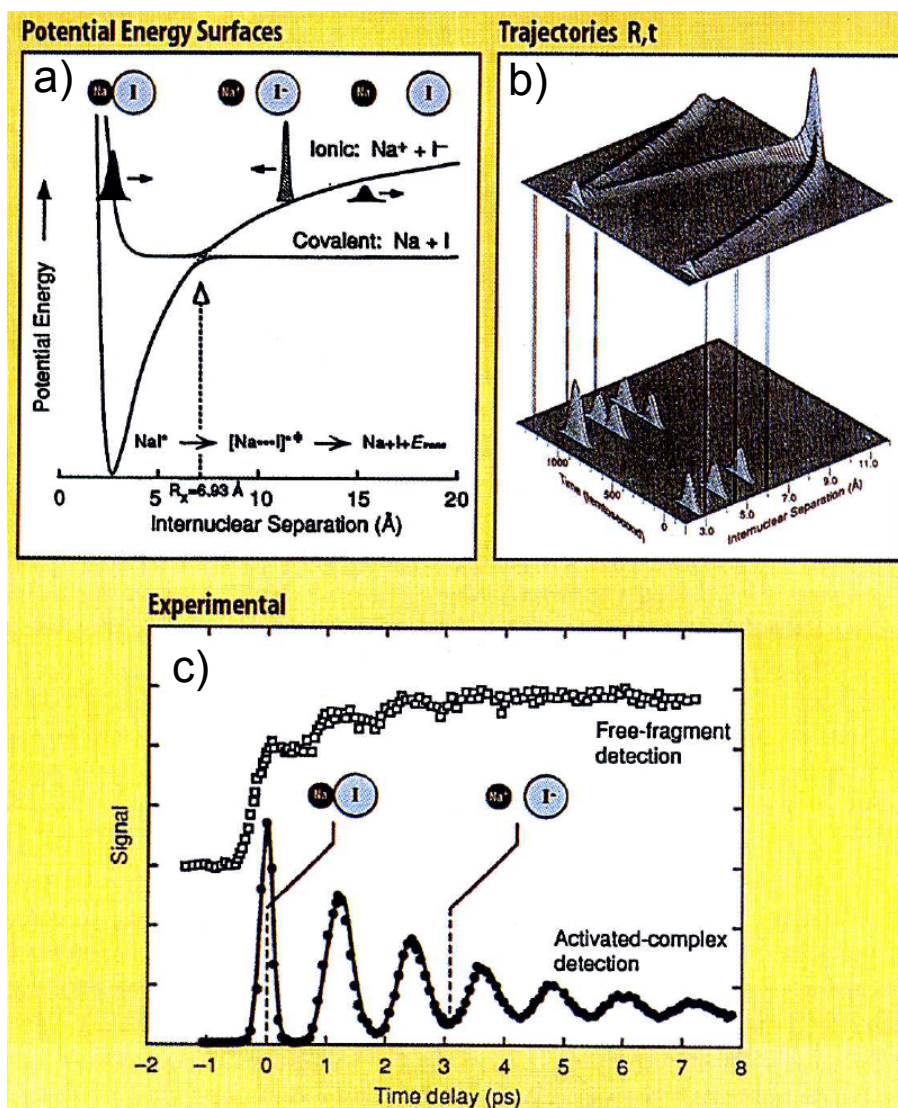 Potential Energy Surfaces
a)
Na I Na+ I- Na I
Ionic: Na+ + I-
Covalent: Na + I
Potential Energy
NaI* → [Na•••I]*‡ → Na+I+Etrans
Rx=6.93 Å
0 5 10 15 20
Internuclear Separation (Å)
Trajectories R,t
b)
1000
500
0
Time (femtosecond)
3.0 5.0 7.0 9.0 11.0
Internuclear Separation (Å)
Experimental
c)
Free-fragment
detection
Na I Na+ I-
Signal
Activated-complex
detection
-2 -1 0 1 2 3 4 5 6 7 8
Time delay (ps)